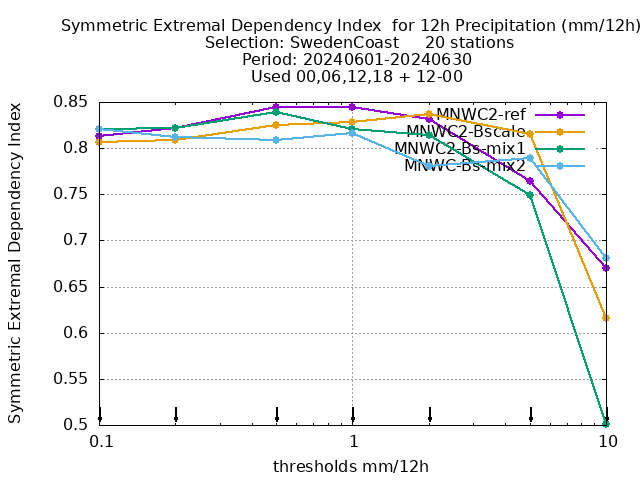 Symmetric Extremal Dependency Index  for 12h Precipitation (mm/12h)
Selection: SwedenCoast     20 stations
Period: 20240601-20240630
Used 00,06,12,18 + 12-00
Symmetric Extremal Dependency Index
0.85
0.8
0.75
0.7
0.65
0.6
0.55
0.5
MNWC2-ref
MNWC2-Bscale
MNWC2-Bs-mix1
MNWC-Bs-mix2
0.1
1
10
thresholds mm/12h